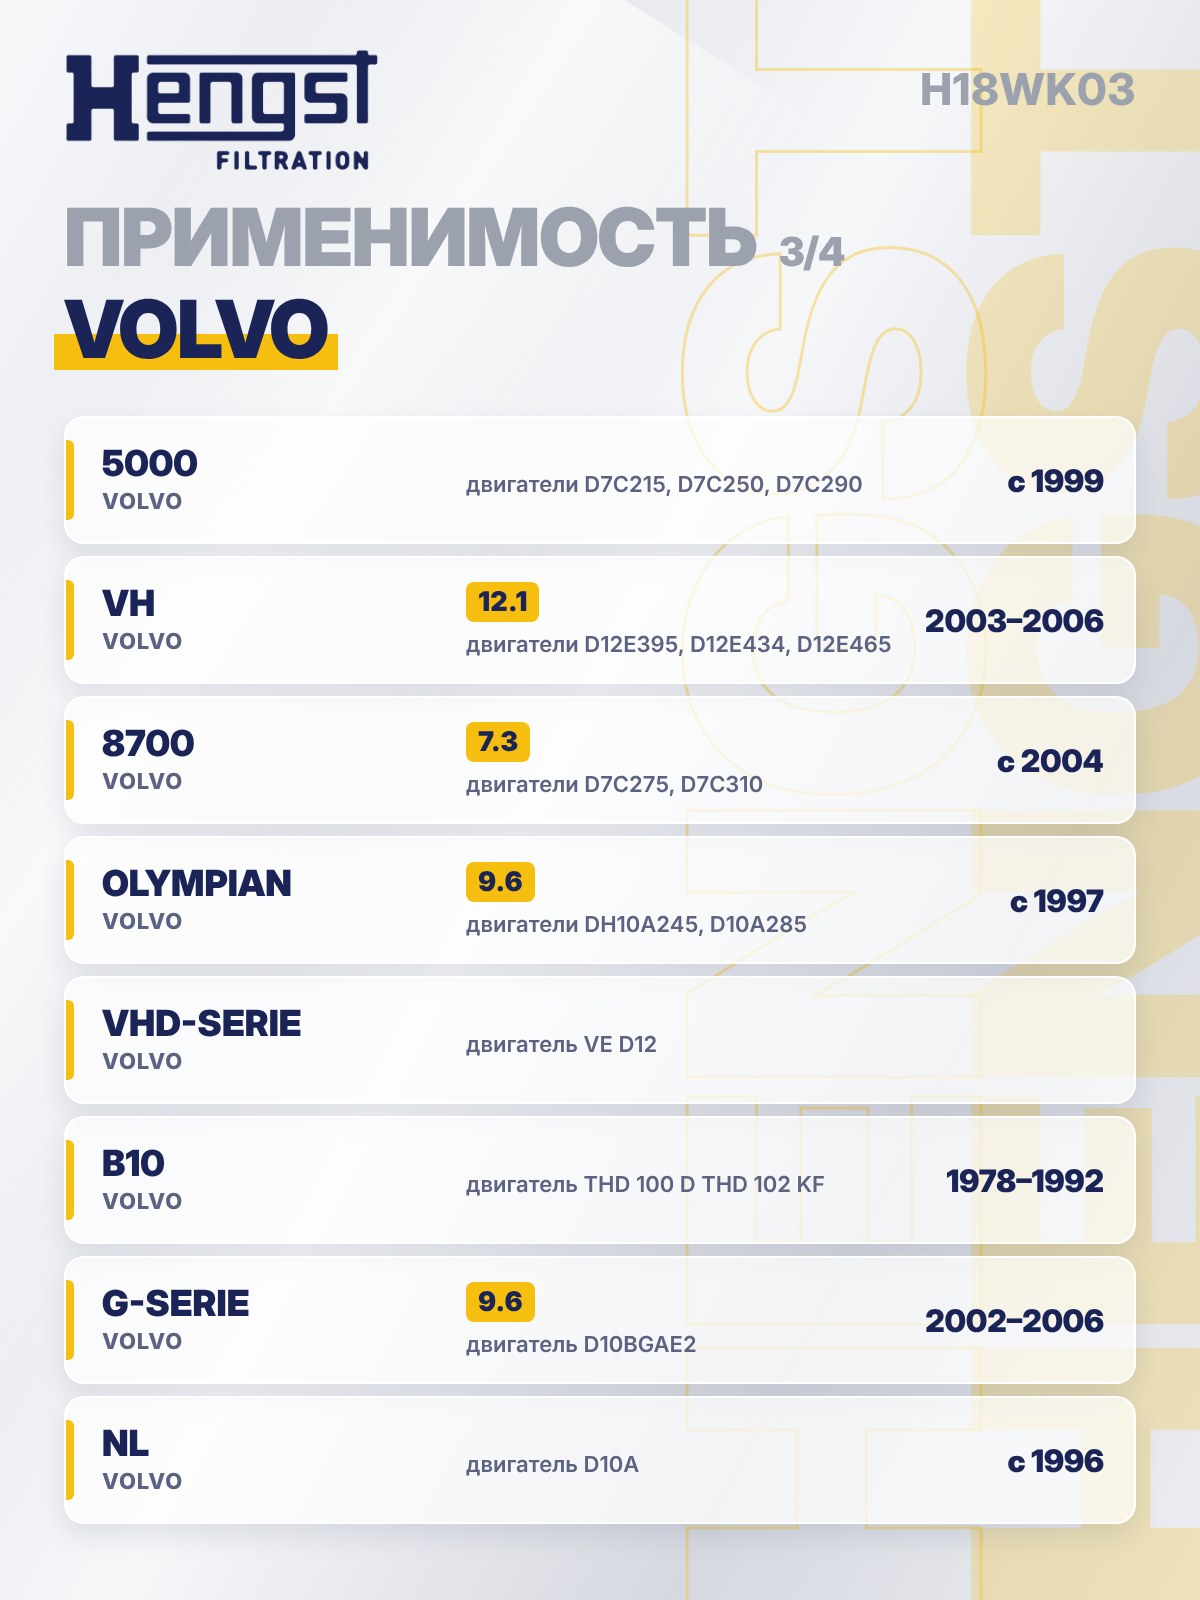 Hengst
FILTRATION
H18WK03
ПРИМЕНИМОСТЬ 3/4
VOLVO
5000
VOLVO
двигатели D7C215, D7C250, D7C290
с 1999
VH
VOLVO
12.1
двигатели D12E395, D12E434, D12E465
2003–2006
8700
VOLVO
7.3
двигатели D7C275, D7C310
с 2004
OLYMPIAN
VOLVO
9.6
двигатели DH10A245, D10A285
с 1997
VHD-SERIE
VOLVO
двигатель VE D12
B10
VOLVO
двигатель THD 100 D THD 102 KF
1978–1992
G-SERIE
VOLVO
9.6
двигатель D10BGAE2
2002–2006
NL
VOLVO
двигатель D10A
с 1996
HENGST
HENGST